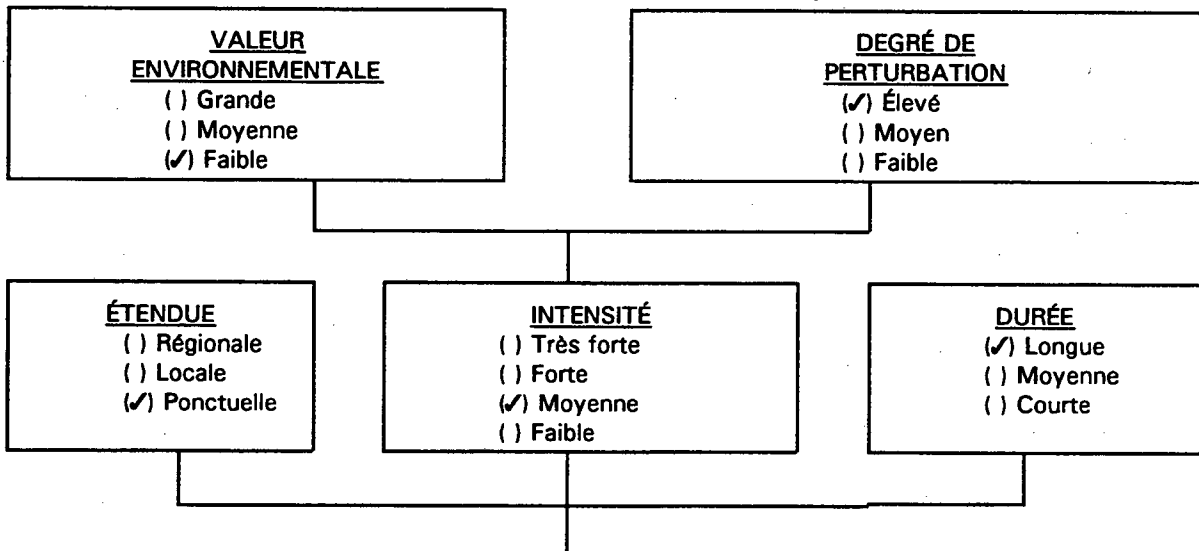 VALEUR
ENVIRONNEMENTALE
( ) Grande
( ) Moyenne
(✓) Faible
DEGRÉ DE
PERTURBATION
(✓) Élevé
( ) Moyen
( ) Faible
ÉTENDUE
( ) Régionale
( ) Locale
(✓) Ponctuelle
INTENSITÉ
( ) Très forte
( ) Forte
(✓) Moyenne
( ) Faible
DURÉE
(✓) Longue
( ) Moyenne
( ) Courte